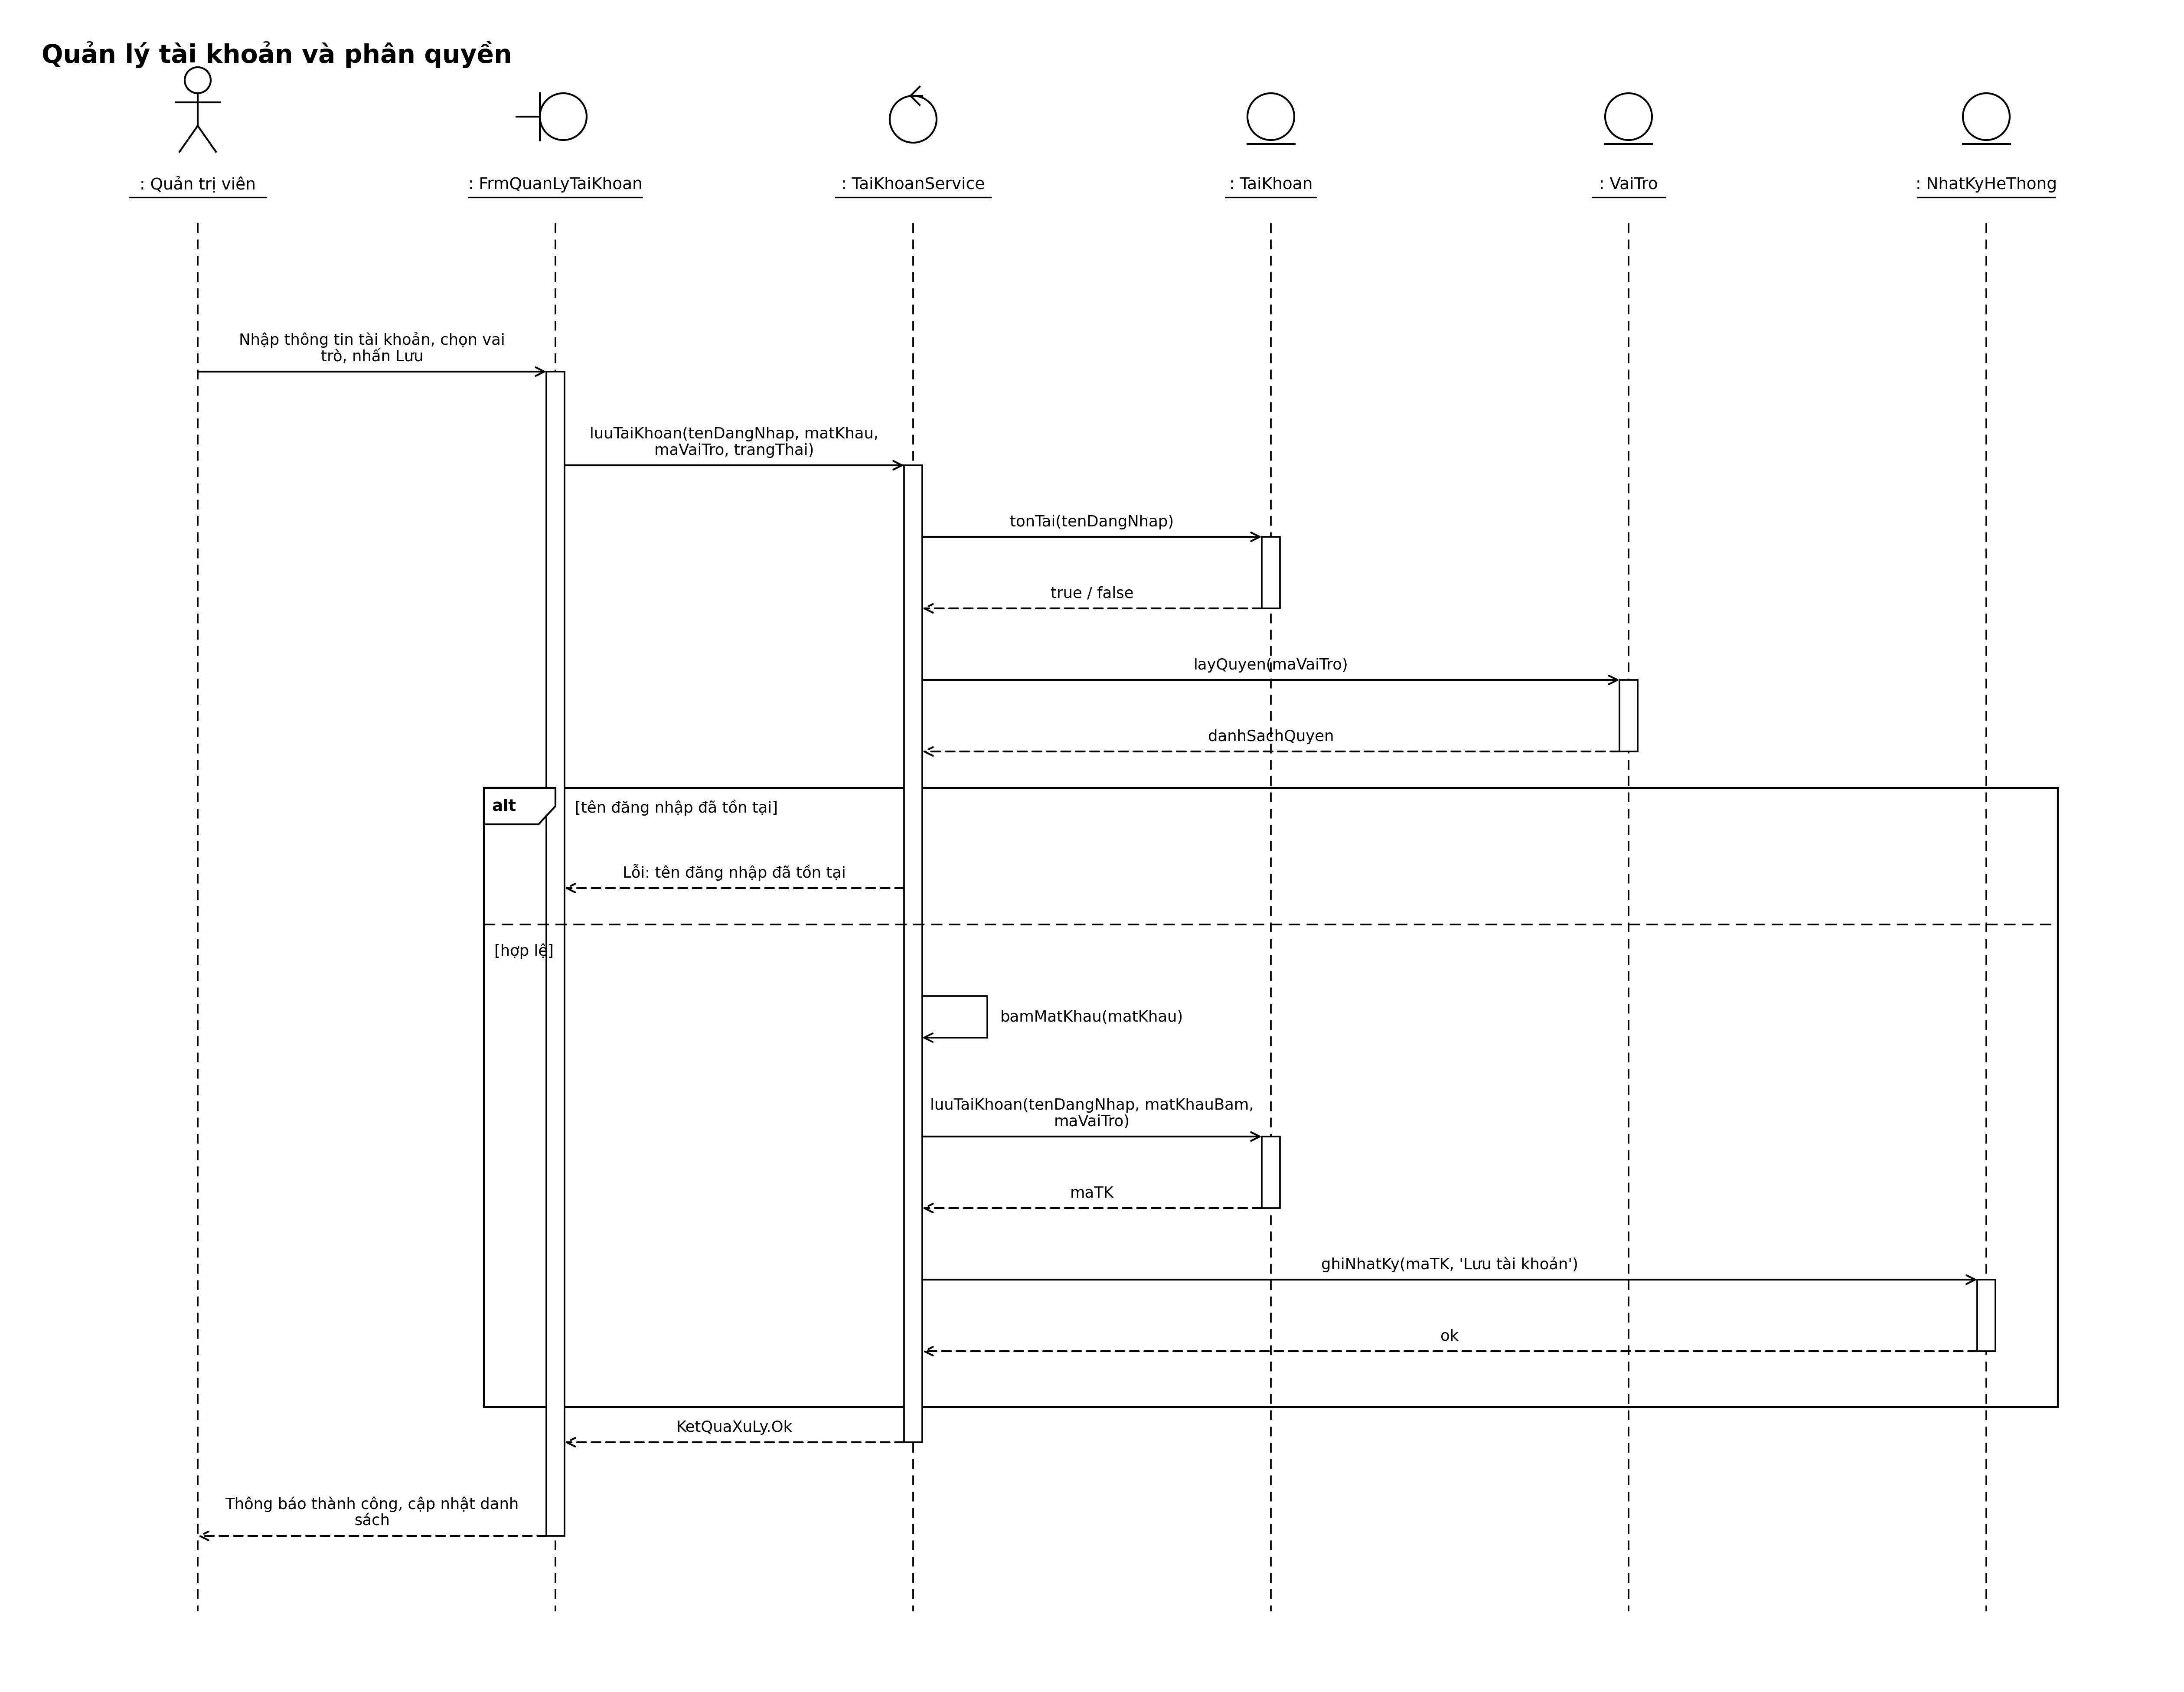 Quản lý tài khoản và phân quyền
: Quản trị viên
: FrmQuanLyTaiKhoan
: TaiKhoanService
: TaiKhoan
: VaiTro
: NhatKyHeThong
Nhập thông tin tài khoản, chọn vai
trò, nhấn Lưu
luuTaiKhoan(tenDangNhap, matKhau,
maVaiTro, trangThai)
tonTai(tenDangNhap)
true / false
layQuyen(maVaiTro)
danhSachQuyen
alt
[tên đăng nhập đã tồn tại]
Lỗi: tên đăng nhập đã tồn tại
[hợp lệ]
bamMatKhau(matKhau)
luuTaiKhoan(tenDangNhap, matKhauBam,
maVaiTro)
maTK
ghiNhatKy(maTK, 'Lưu tài khoản')
ok
KetQuaXuLy.Ok
Thông báo thành công, cập nhật danh
sách